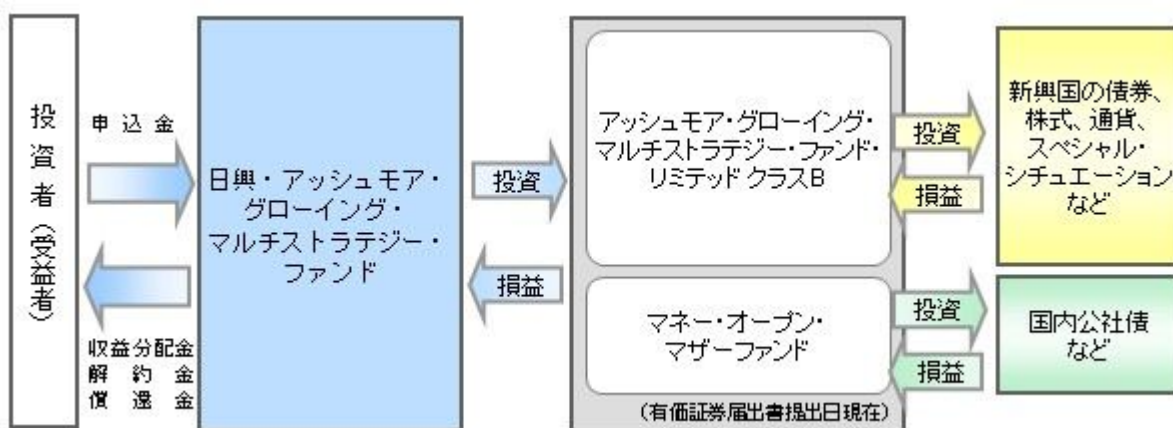 投資者（受益者）
申込金
収益分配金
解約金
償還金
日興・アッシュモア・
グローイング・
マルチストラテジー・
ファンド
投資
損益
アッシュモア・グローイング・
マルチストラテジー・ファンド・
リミテッド クラスB
マネー・オープン・
マザーファンド
（有価証券届出書提出日現在）
投資
損益
投資
損益
新興国の債券、
株式、通貨、
スペシャル・
シチュエーション
など
国内公社債
など